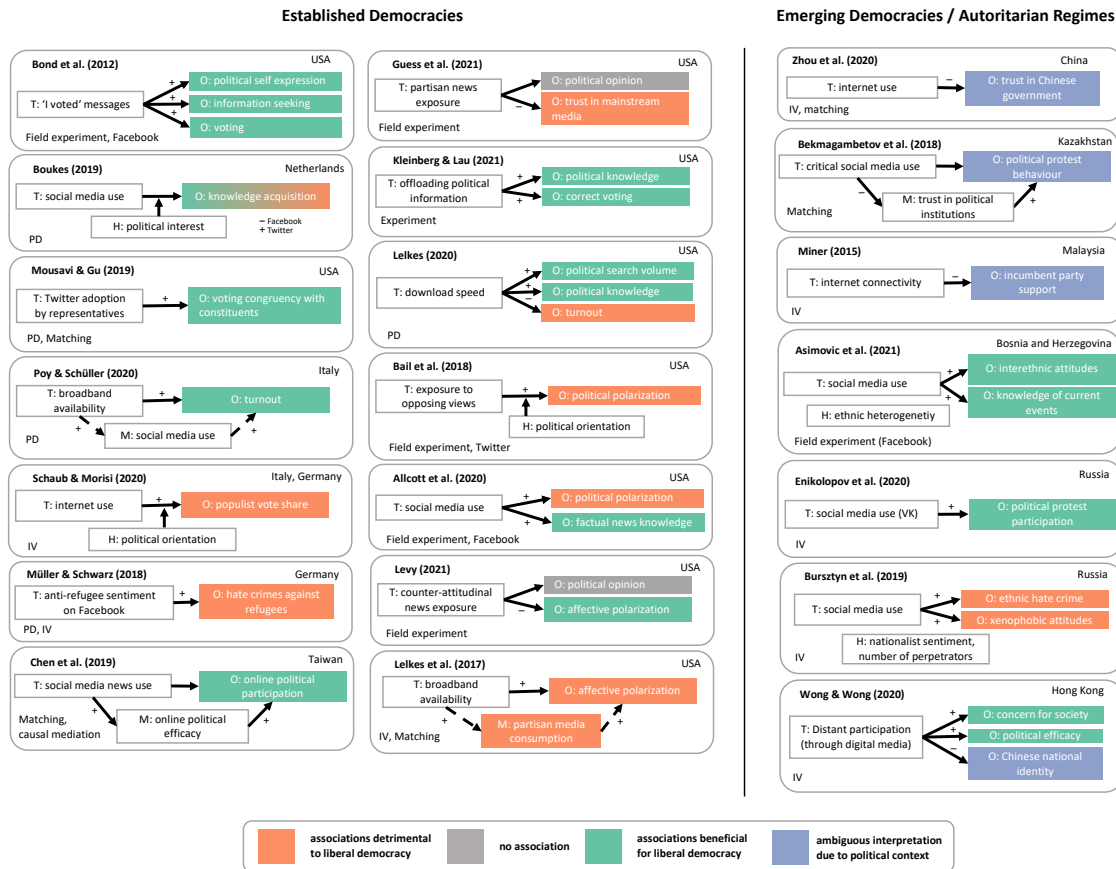 Established Democracies
Bond et al. (2012)
USA
T: ‘I voted‘ messages
+
+
+
O: political self expression
O: information seeking
O: voting
Field experiment, Facebook
Boukes (2019)
Netherlands
T: social media use
O: knowledge acquisition
H: political interest
− Facebook
+ Twitter
PD
Mousavi & Gu (2019)
USA
T: Twitter adoption
by representatives
+
O: voting congruency with
constituents
PD, Matching
Poy & Schüller (2020)
Italy
T: broadband
availability
+
O: turnout
+
M: social media use
+
PD
Schaub & Morisi (2020)
Italy, Germany
T: internet use
+
O: populist vote share
H: political orientation
IV
Müller & Schwarz (2018)
Germany
T: anti-refugee sentiment
on Facebook
+
O: hate crimes against
refugees
PD, IV
Chen et al. (2019)
Taiwan
T: social media news use
O: online political
participation
+
M: online political
efficacy
+
Matching,
causal mediation
Guess et al. (2021)
USA
T: partisan news
exposure
O: political opinion
−
O: trust in mainstream
media
Field experiment
Kleinberg & Lau (2021)
USA
T: offloading political
information
+
+
O: political knowledge
O: correct voting
Experiment
Lelkes (2020)
USA
T: download speed
+
+
−
O: political search volume
O: political knowledge
O: turnout
PD
Bail et al. (2018)
USA
T: exposure to
opposing views
+
O: political polarization
H: political orientation
Field experiment, Twitter
Allcott et al. (2020)
USA
T: social media use
+
+
O: political polarization
O: factual news knowledge
Field experiment, Facebook
Levy (2021)
USA
T: counter-attitudinal
news exposure
O: political opinion
−
O: affective polarization
Field experiment
Lelkes et al. (2017)
USA
T: broadband
availability
+
O: affective polarization
+
M: partisan media
consumption
+
IV, Matching
Emerging Democracies / Autoritarian Regimes
Zhou et al. (2020)
China
T: internet use
−
O: trust in Chinese
government
IV, matching
Bekmagambetov et al. (2018)
Kazakhstan
T: critical social media use
O: political protest
behaviour
−
M: trust in political
institutions
+
Matching
Miner (2015)
Malaysia
T: internet connectivity
−
O: incumbent party
support
IV
Bosnia and Herzegovina
Asimovic et al. (2021)
T: social media use
+
+
O: interethnic attitudes
O: knowledge of current
events
H: ethnic heterogenetiy
Field experiment (Facebook)
Enikolopov et al. (2020)
Russia
T: social media use (VK)
+
O: political protest
participation
IV
Bursztyn et al. (2019)
Russia
T: social media use
+
+
O: ethnic hate crime
O: xenophobic attitudes
H: nationalist sentiment,
number of perpetrators
IV
Wong & Wong (2020)
Hong Kong
T: Distant participation
(through digital media)
+
+
−
O: concern for society
O: political efficacy
O: Chinese national
identity
IV
associations detrimental
to liberal democracy
no association
associations beneficial
for liberal democracy
ambiguous interpretation
due to political context